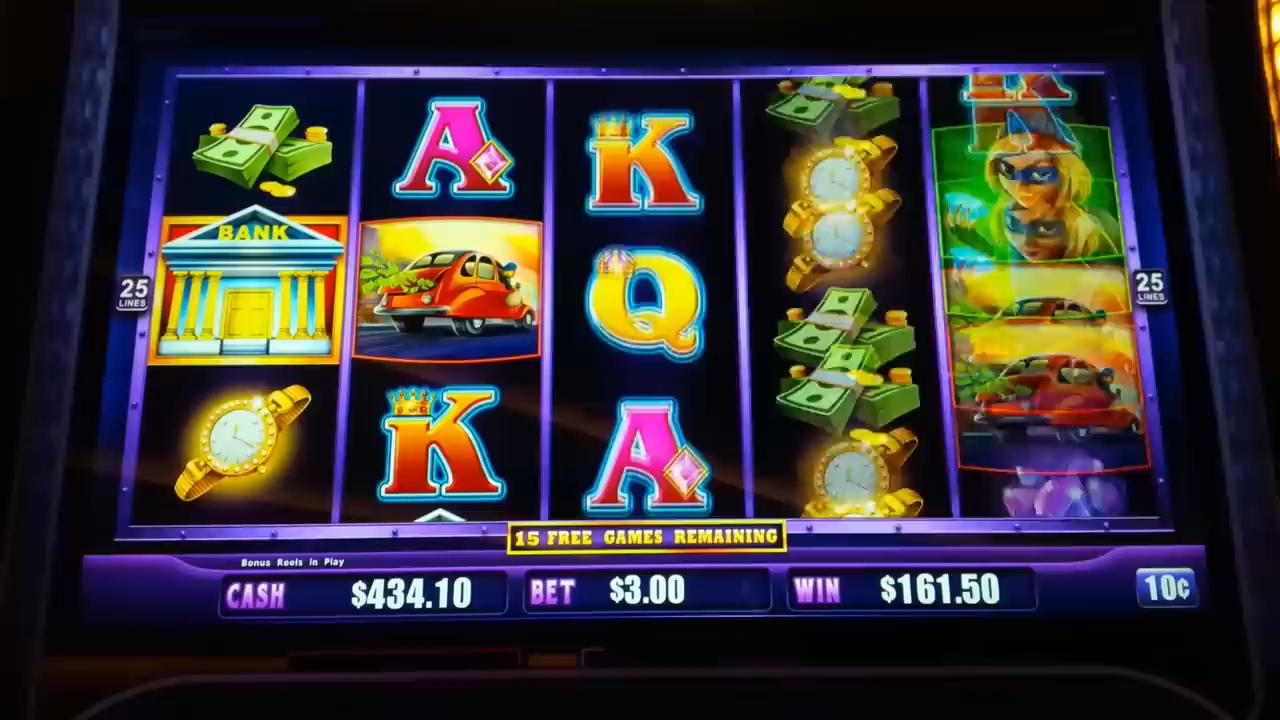 A
K
BANK
Q
K
A
25 LINES
25 LINES
15 FREE GAMES REMAINING
Bonus Reels in Play
CASH $434.10
BET $3.00
WIN $161.50
10¢